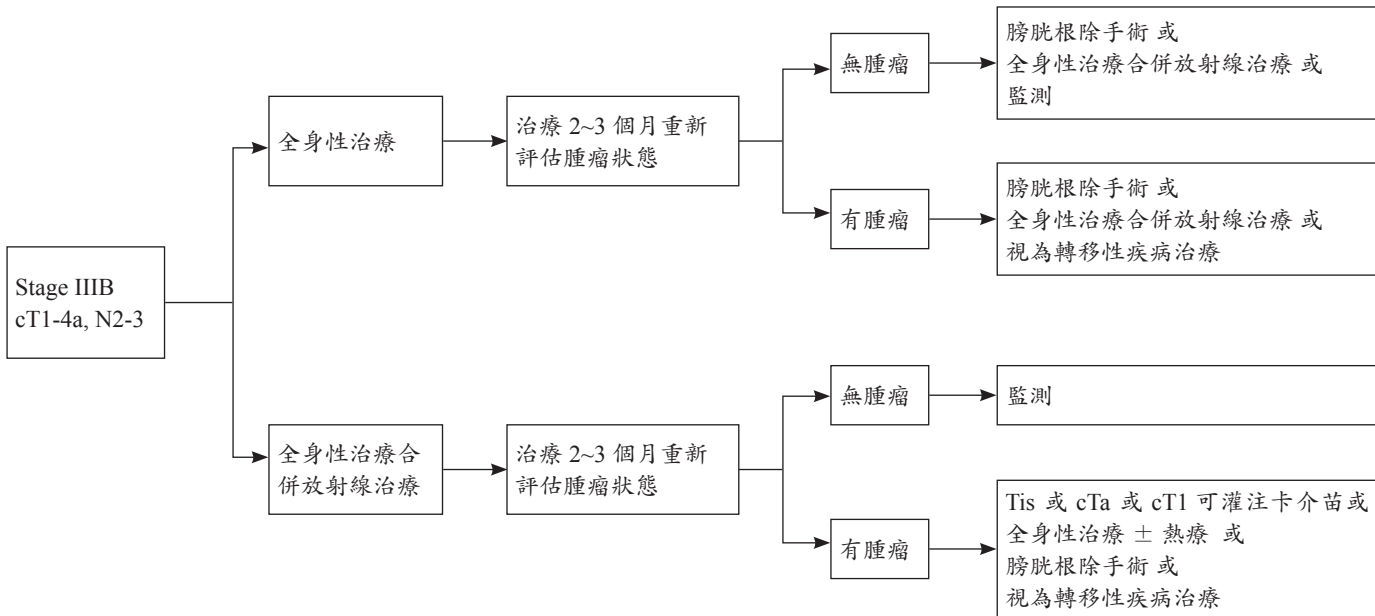 Stage IIIB
cT1-4a, N2-3
全身性治療
治療 2~3 個月重新
評估腫瘤狀態
無腫瘤
膀胱根除手術 或
全身性治療合併放射線治療 或
監測
有腫瘤
膀胱根除手術 或
全身性治療合併放射線治療 或
視為轉移性疾病治療
全身性治療合
併放射線治療
治療 2~3 個月重新
評估腫瘤狀態
無腫瘤
監測
有腫瘤
Tis 或 cTa 或 cT1 可灌注卡介苗或
全身性治療 ± 熱療 或
膀胱根除手術 或
視為轉移性疾病治療